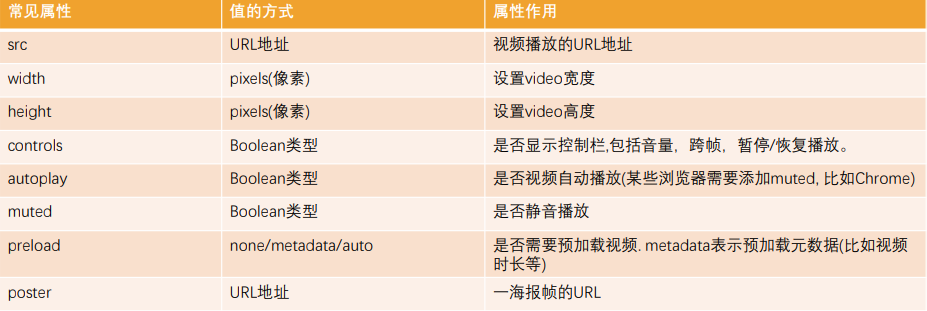 常见属性 值的方式 属性作用
src URL地址 视频播放的URL地址
width pixels(像素) 设置video宽度
height pixels(像素) 设置video高度
controls Boolean类型 是否显示控制栏,包括音量，跨帧，暂停/恢复播放。
autoplay Boolean类型 是否视频自动播放(某些浏览器需要添加muted, 比如Chrome)
muted Boolean类型 是否静音播放
preload none/metadata/auto 是否需要预加载视频. metadata表示预加载元数据(比如视频
时长等)
poster URL地址 一海报帧的URL